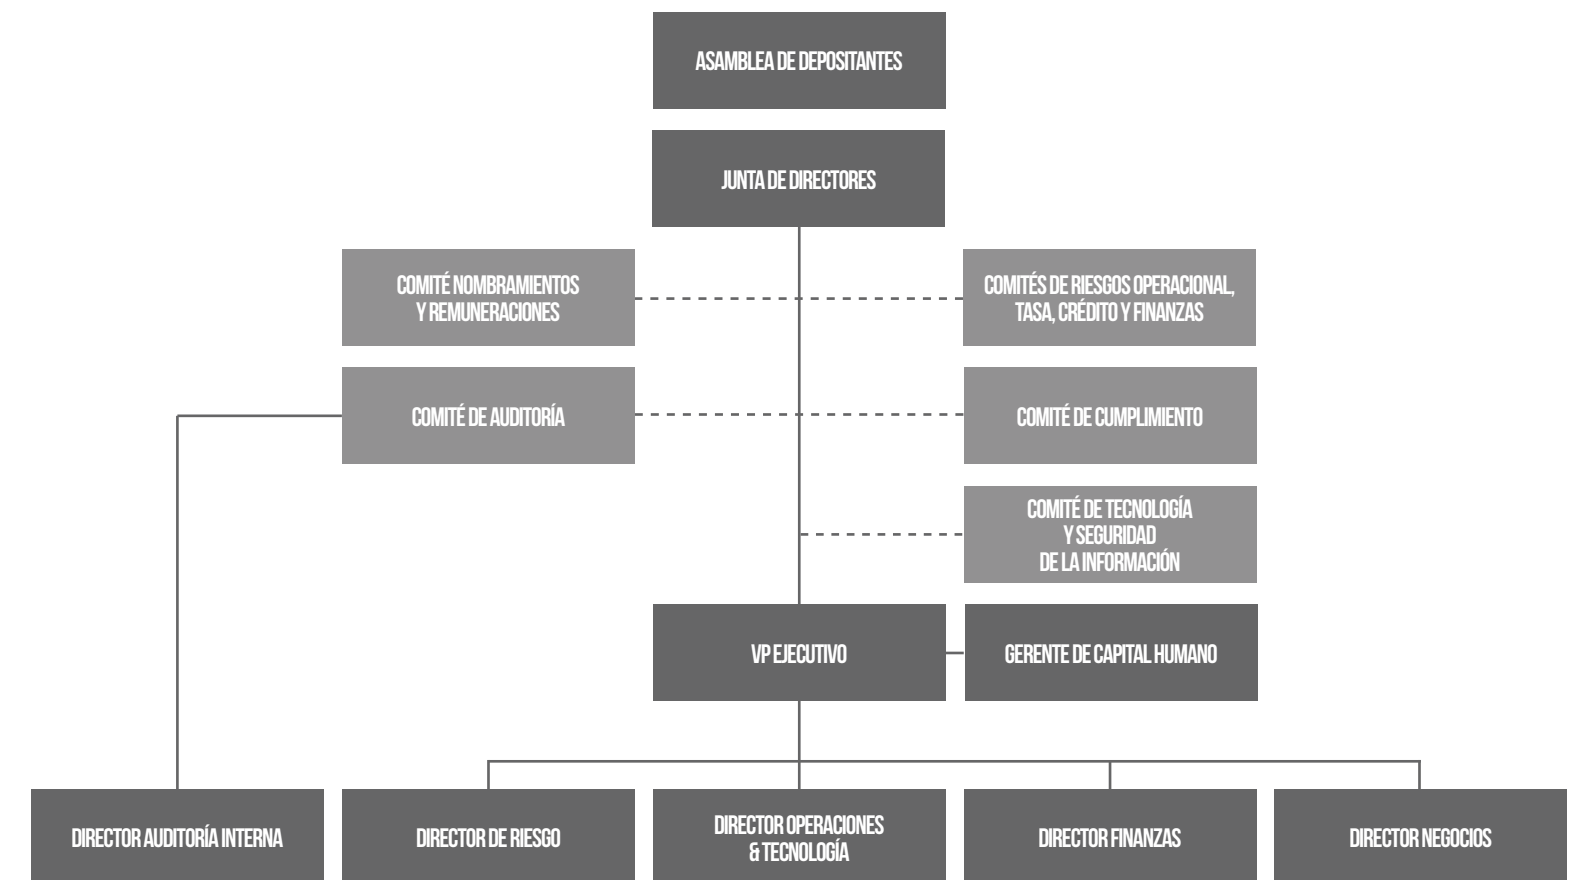 ASAMBLEA DE DEPOSITANTES
JUNTA DE DIRECTORES
COMITÉ NOMBRAMIENTOS
Y REMUNERACIONES
COMITÉS DE RIESGOS OPERACIONAL,
TASA, CRÉDITO Y FINANZAS
COMITÉ DE AUDITORÍA
COMITÉ DE CUMPLIMIENTO
COMITÉ DE TECNOLOGÍA
Y SEGURIDAD
DE LA INFORMACIÓN
VP EJECUTIVO
GERENTE DE CAPITAL HUMANO
DIRECTOR AUDITORÍA INTERNA
DIRECTOR DE RIESGO
DIRECTOR OPERACIONES
& TECNOLOGÍA
DIRECTOR FINANZAS
DIRECTOR NEGOCIOS